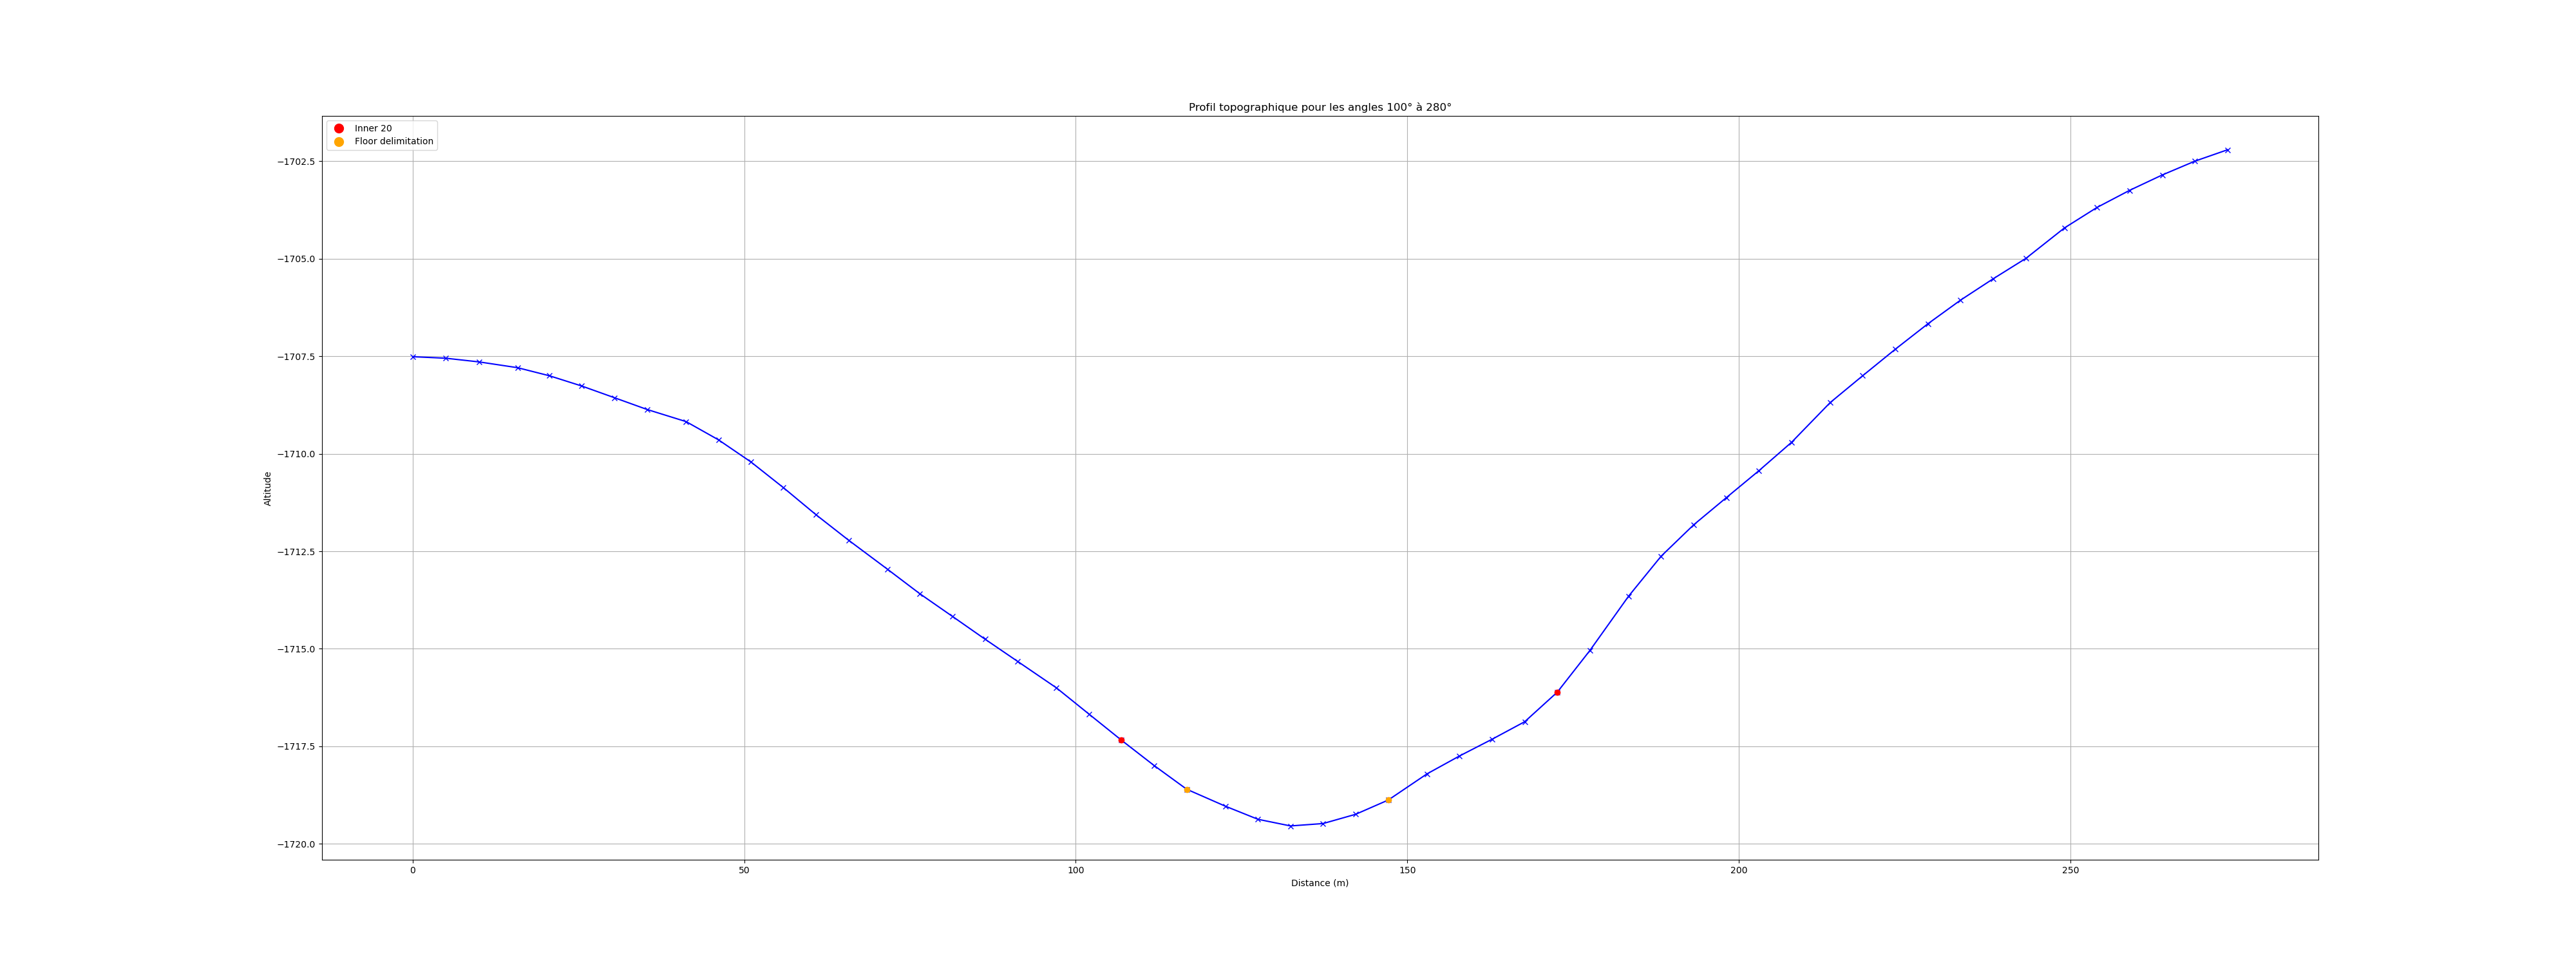 Profil topographique pour les angles 100° à 280°
Inner 20
Floor delimitation
−1702.5
−1705.0
−1707.5
−1710.0
−1712.5
−1715.0
−1717.5
−1720.0
Altitude
0 50 100 150 200 250
Distance (m)